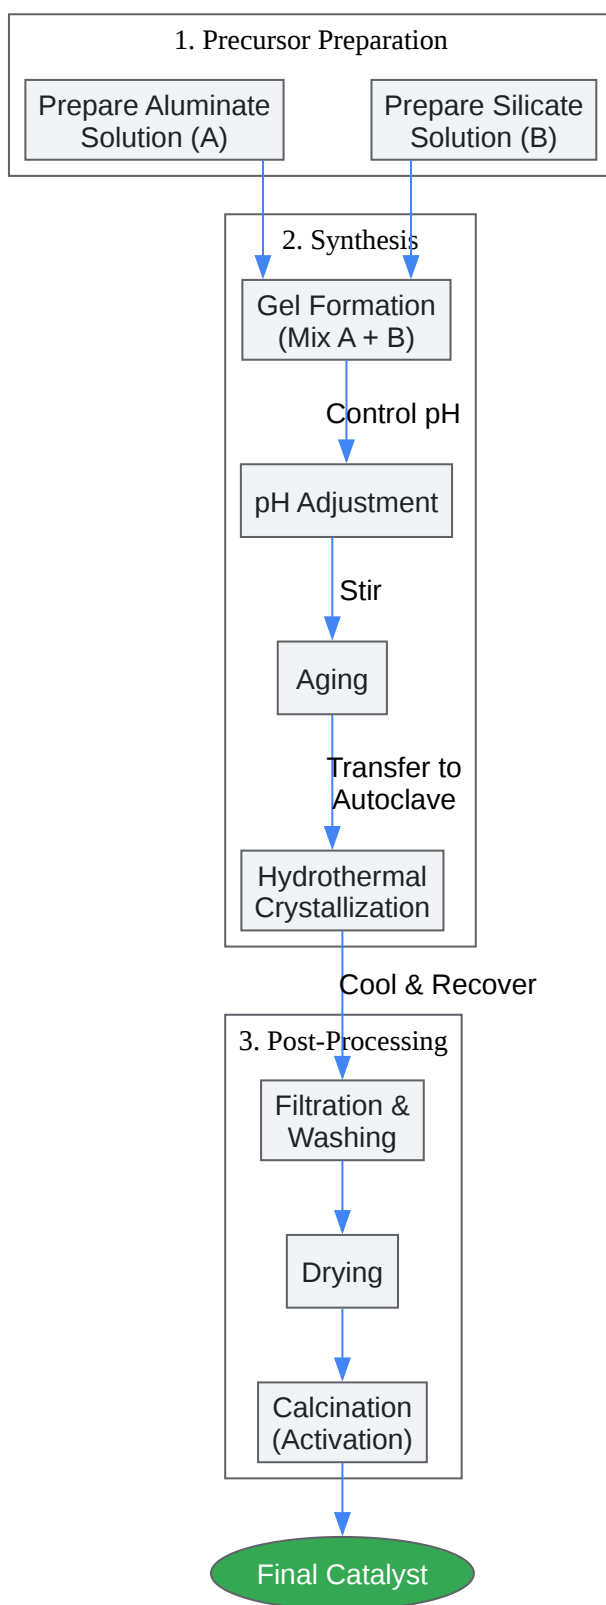 1. Precursor Preparation
Prepare Aluminate
Solution (A)
Prepare Silicate
Solution (B)
2. Synthesis
Gel Formation
(Mix A + B)
Control pH
pH Adjustment
Stir
Aging
Transfer to
Autoclave
Hydrothermal
Crystallization
Cool & Recover
3. Post-Processing
Filtration &
Washing
Drying
Calcination
(Activation)
Final Catalyst